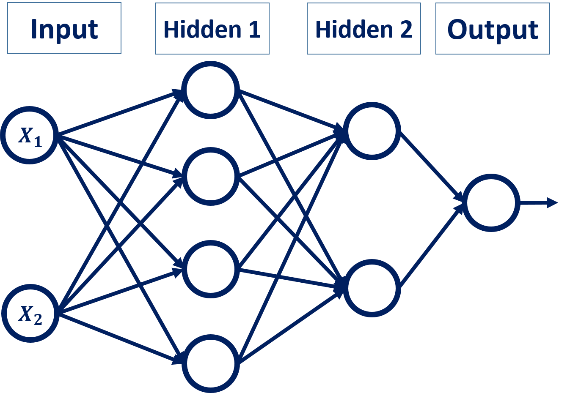 Input
Hidden 1
Hidden 2
Output
X₁
X₂